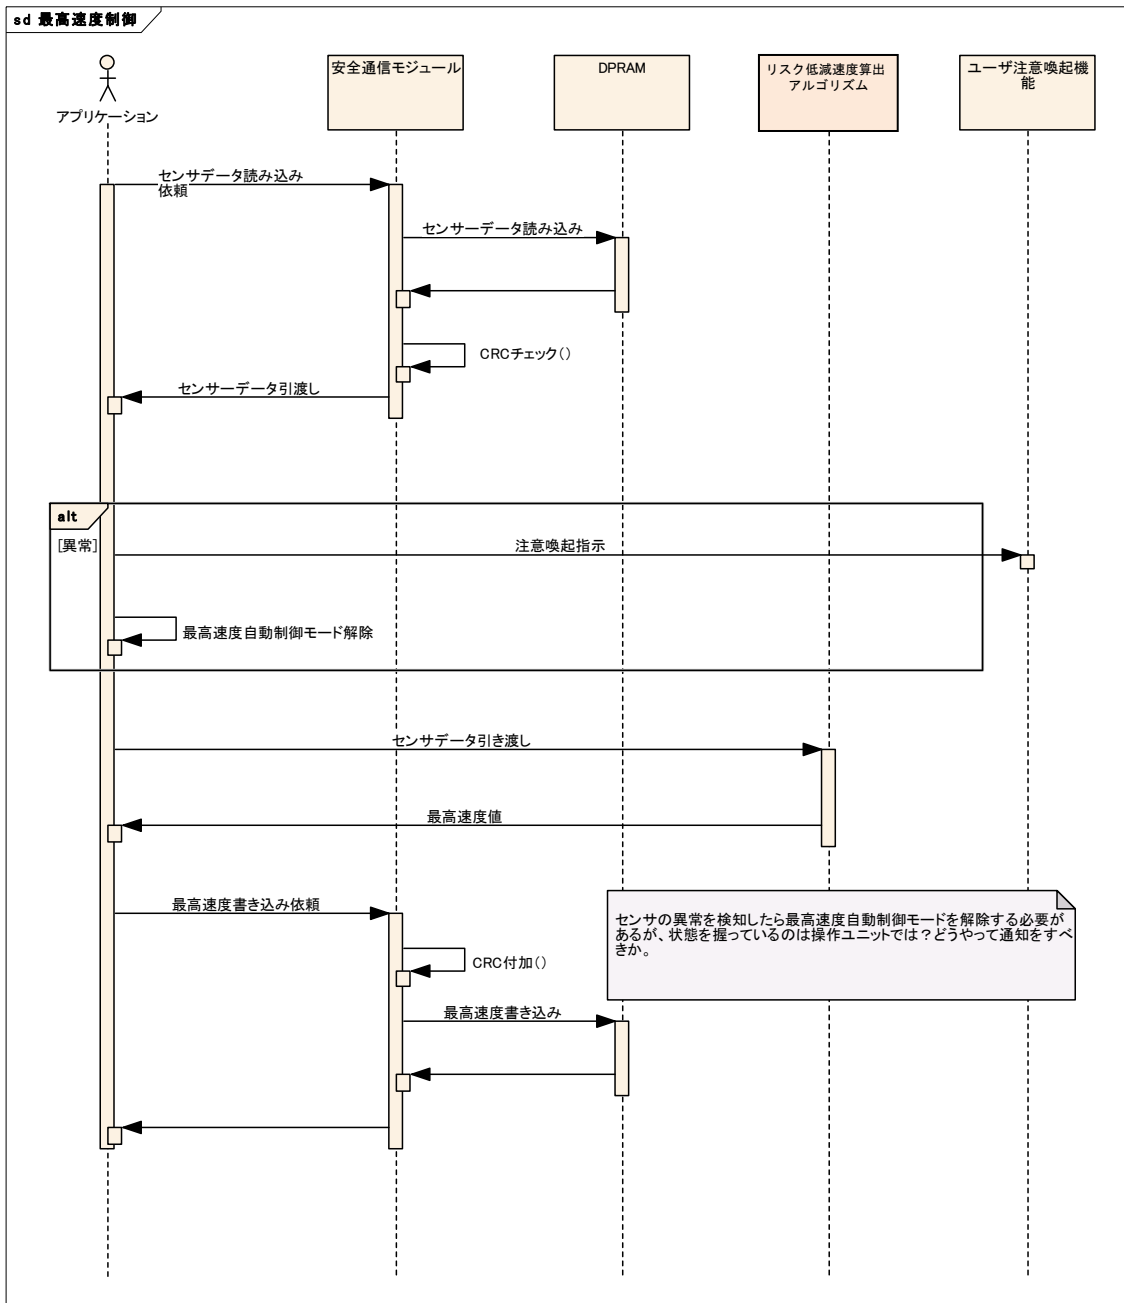 sd 最高速度制御
アプリケーション
安全通信モジュール
DPRAM
リスク低減速度算出
アルゴリズム
ユーザ注意喚起機
能
センサデータ読み込み
依頼
センサーデータ読み込み
CRCチェック()
センサーデータ引渡し
alt
[異常]
注意喚起指示
最高速度自動制御モード解除
センサデータ引き渡し
最高速度値
最高速度書き込み依頼
センサの異常を検知したら最高速度自動制御モードを解除する必要が
あるが、状態を握っているのは操作ユニットでは？どうやって通知をすべ
きか。
CRC付加()
最高速度書き込み